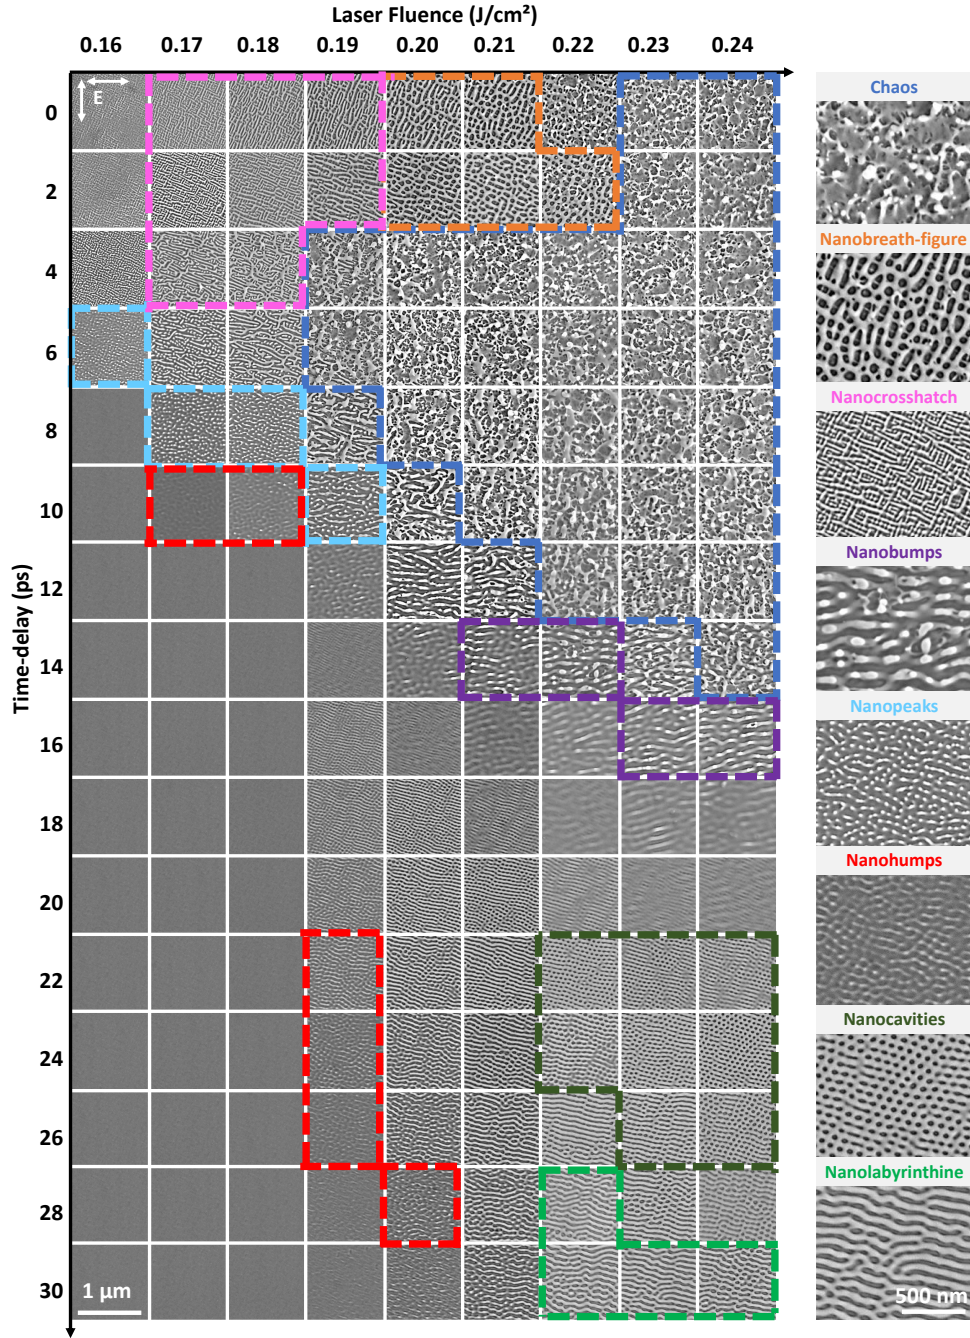 Laser Fluence (J/cm²)
0.16 0.17 0.18 0.19 0.20 0.21 0.22 0.23 0.24
E
Time-delay (ps)
0
2
4
6
8
10
12
14
16
18
20
22
24
26
28
30
1 µm
Chaos
Nanobreath-figure
Nanocrosshatch
Nanobumps
Nanopeaks
Nanohumps
Nanocavities
Nanolabyrinthine
500 nm